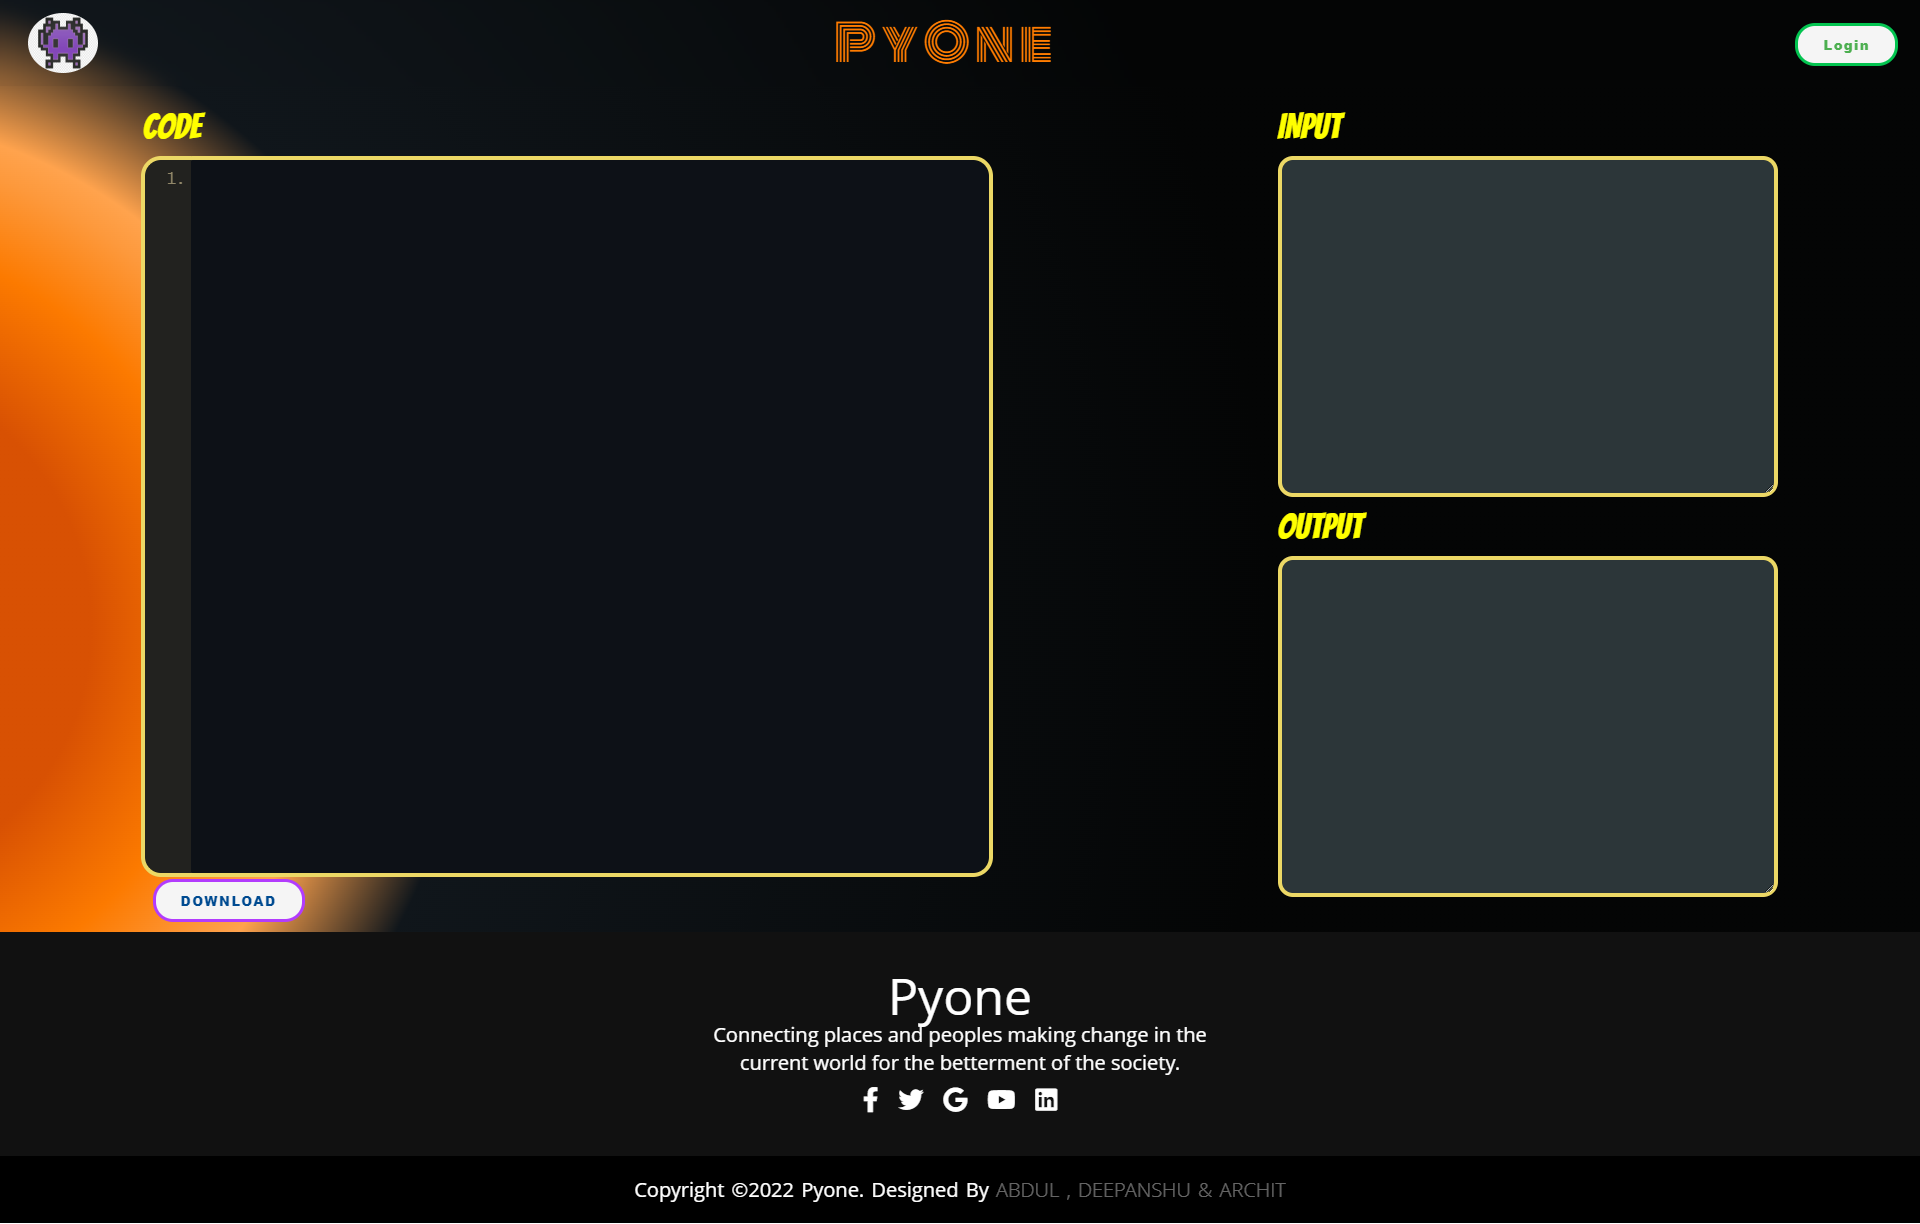 PyOne
Login
CODE
INPUT
1.
OUTPUT
DOWNLOAD
Pyone
Connecting places and peoples making change in the
current world for the betterment of the society.
Copyright ©2022 Pyone. Designed By ABDUL , DEEPANSHU & ARCHIT